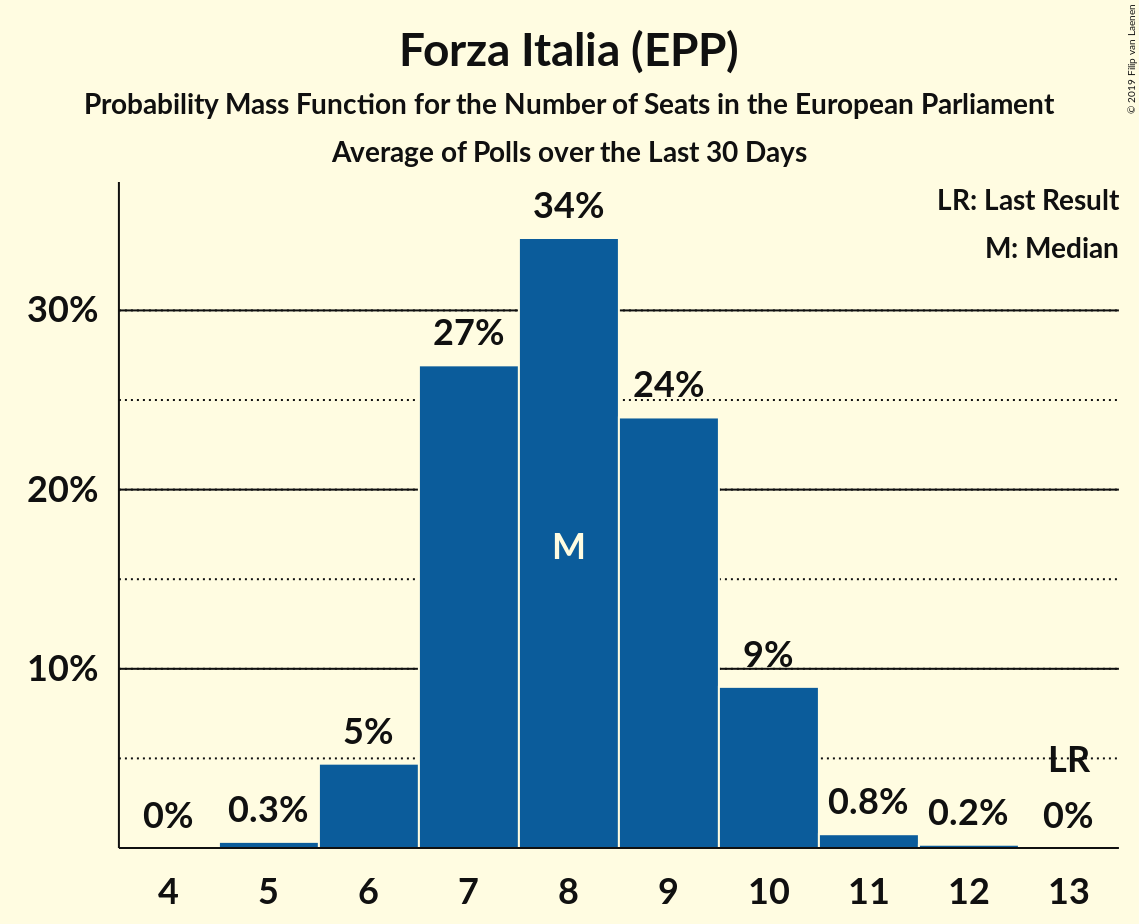 Forza Italia (EPP)
Probability Mass Function for the Number of Seats in the European Parliament
Average of Polls over the Last 30 Days
© 2019 Filip van Laenen
LR: Last Result
M: Median
34%
30%
27%
24%
20%
M
10%
9%
5%
LR
0%
0.3%
0.8%
0.2%
0%
4 5 6 7 8 9 10 11 12 13